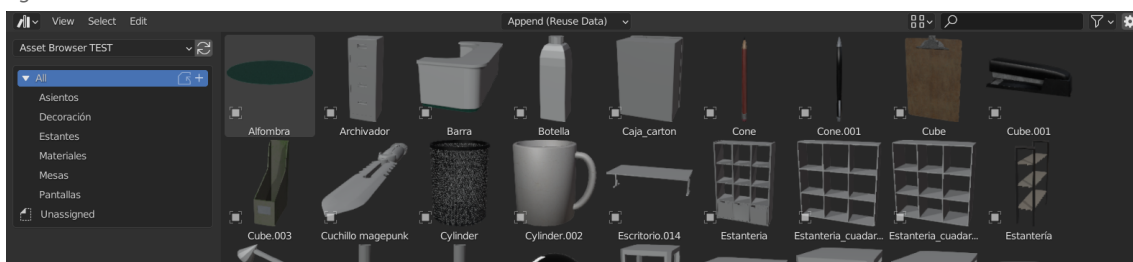 View Select Edit Append (Reuse Data)
Asset Browser TEST
All
Asientos
Decoración
Estantes
Materiales
Mesas
Pantallas
Unassigned
Alfombra Archivador Barra Botella Caja_carton Cone Cone.001 Cube Cube.001
Cube.003 Cuchillo magepunk Cylinder Cylinder.002 Escritorio.014 Estanteria Estanteria_cuadar... Estanteria_cuadar... Estantería